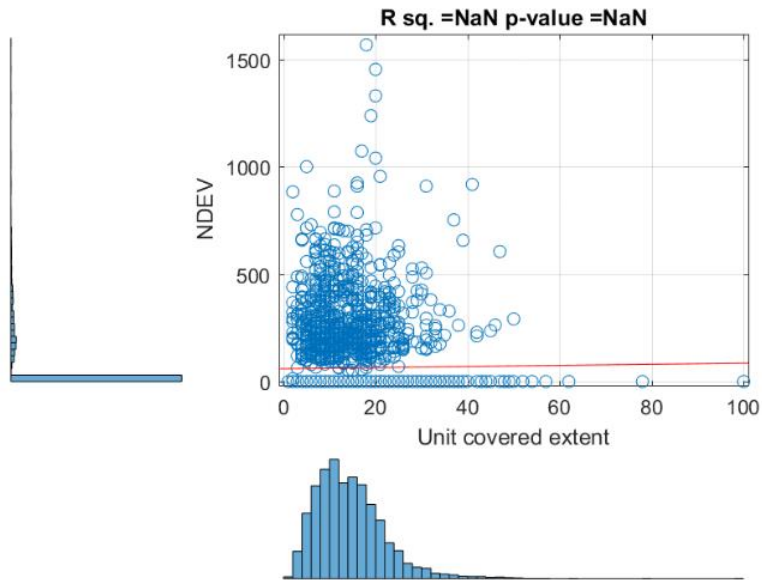 R sq. =NaN p-value =NaN
1500
1000
500
0
NDEV
0 20 40 60 80 100
Unit covered extent